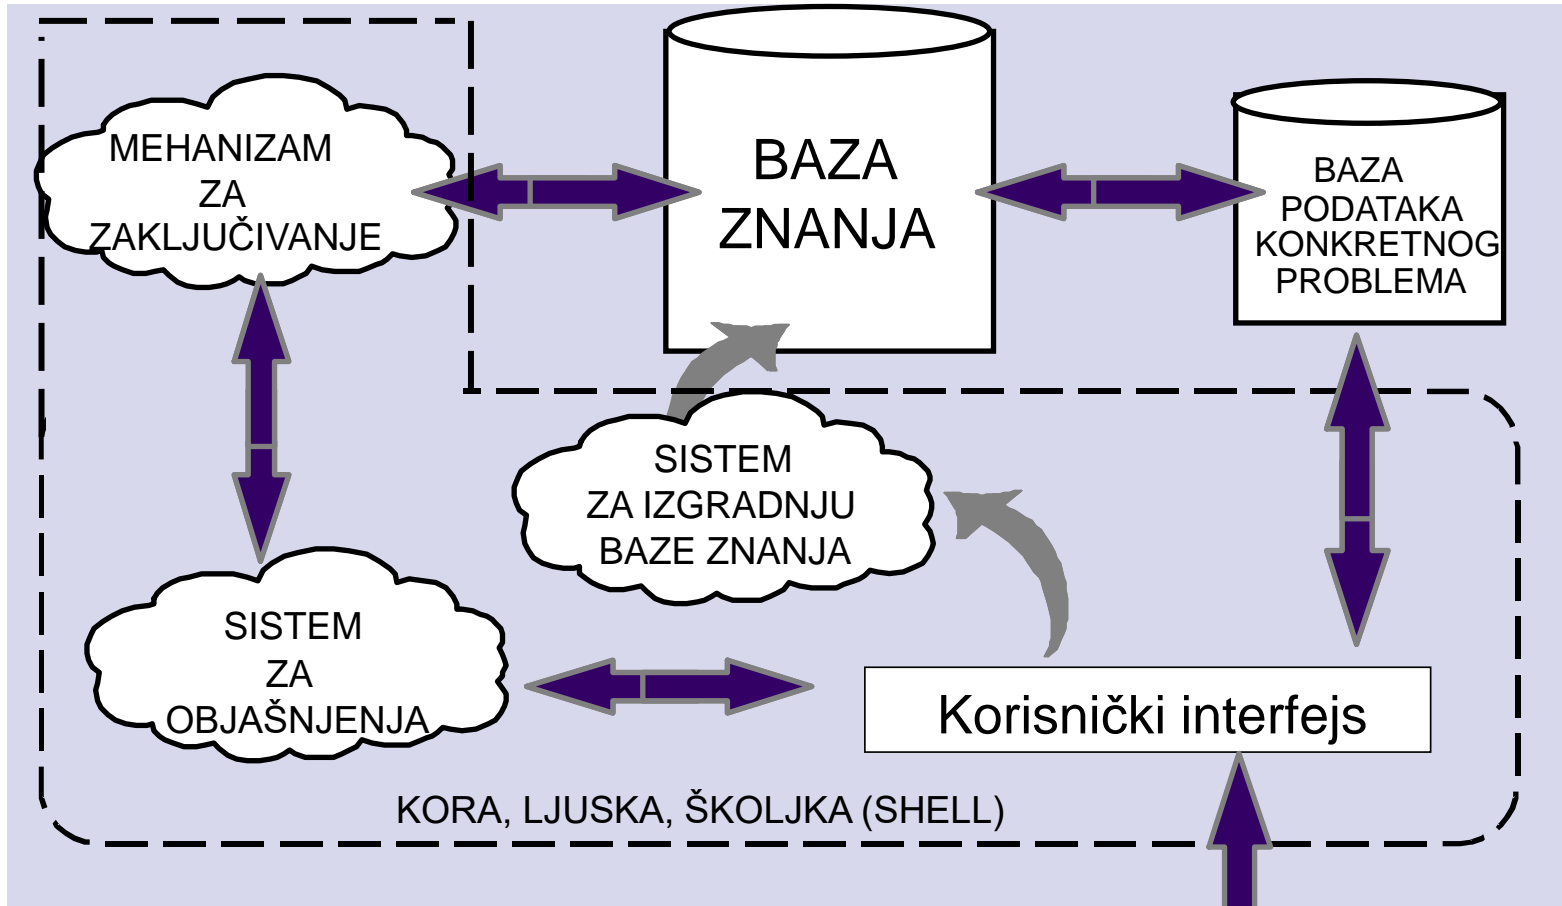 MEHANIZAM
ZA
ZAKLJUČIVANJE
BAZA
ZNANJA
BAZA
PODATAKA
KONKRETNOG
PROBLEMA
SISTEM
ZA IZGRADNJU
BAZE ZNANJA
SISTEM
ZA
OBJAŠNJENJA
Korisnički interfejs
KORA, LJUSKA, ŠKOLJKA (SHELL)